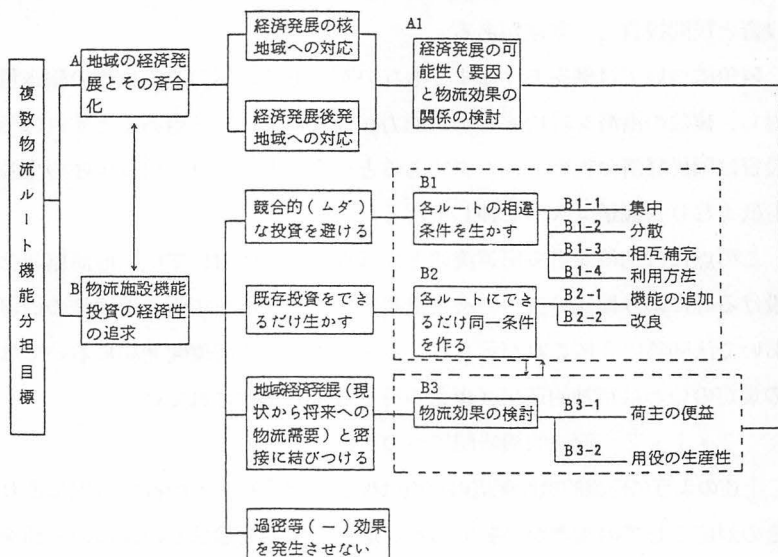 複数物流ルート機能分担目標
A 地域の経済発
展とその斉合
化
B 物流施設機能
投資の経済性
の追求
経済発展の核
地域への対応
経済発展後発
地域への対応
競合的(ムダ)
な投資を避ける
既存投資をでき
るだけ生かす
地域経済発展(現
状から将来への
物流需要)と密
接に結びつける
過密等(-)効果
を発生させない
A1
経済発展の可
能性(要因)
と物流効果の
関係の検討
B1
各ルートの相違
条件を生かす
B2
各ルートにでき
るだけ同一条件
を作る
B3
物流効果の検討
B1-1 集中
B1-2 分散
B1-3 相互補完
B1-4 利用方法
B2-1 機能の追加
B2-2 改良
B3-1 荷主の便益
B3-2 用役の生産性